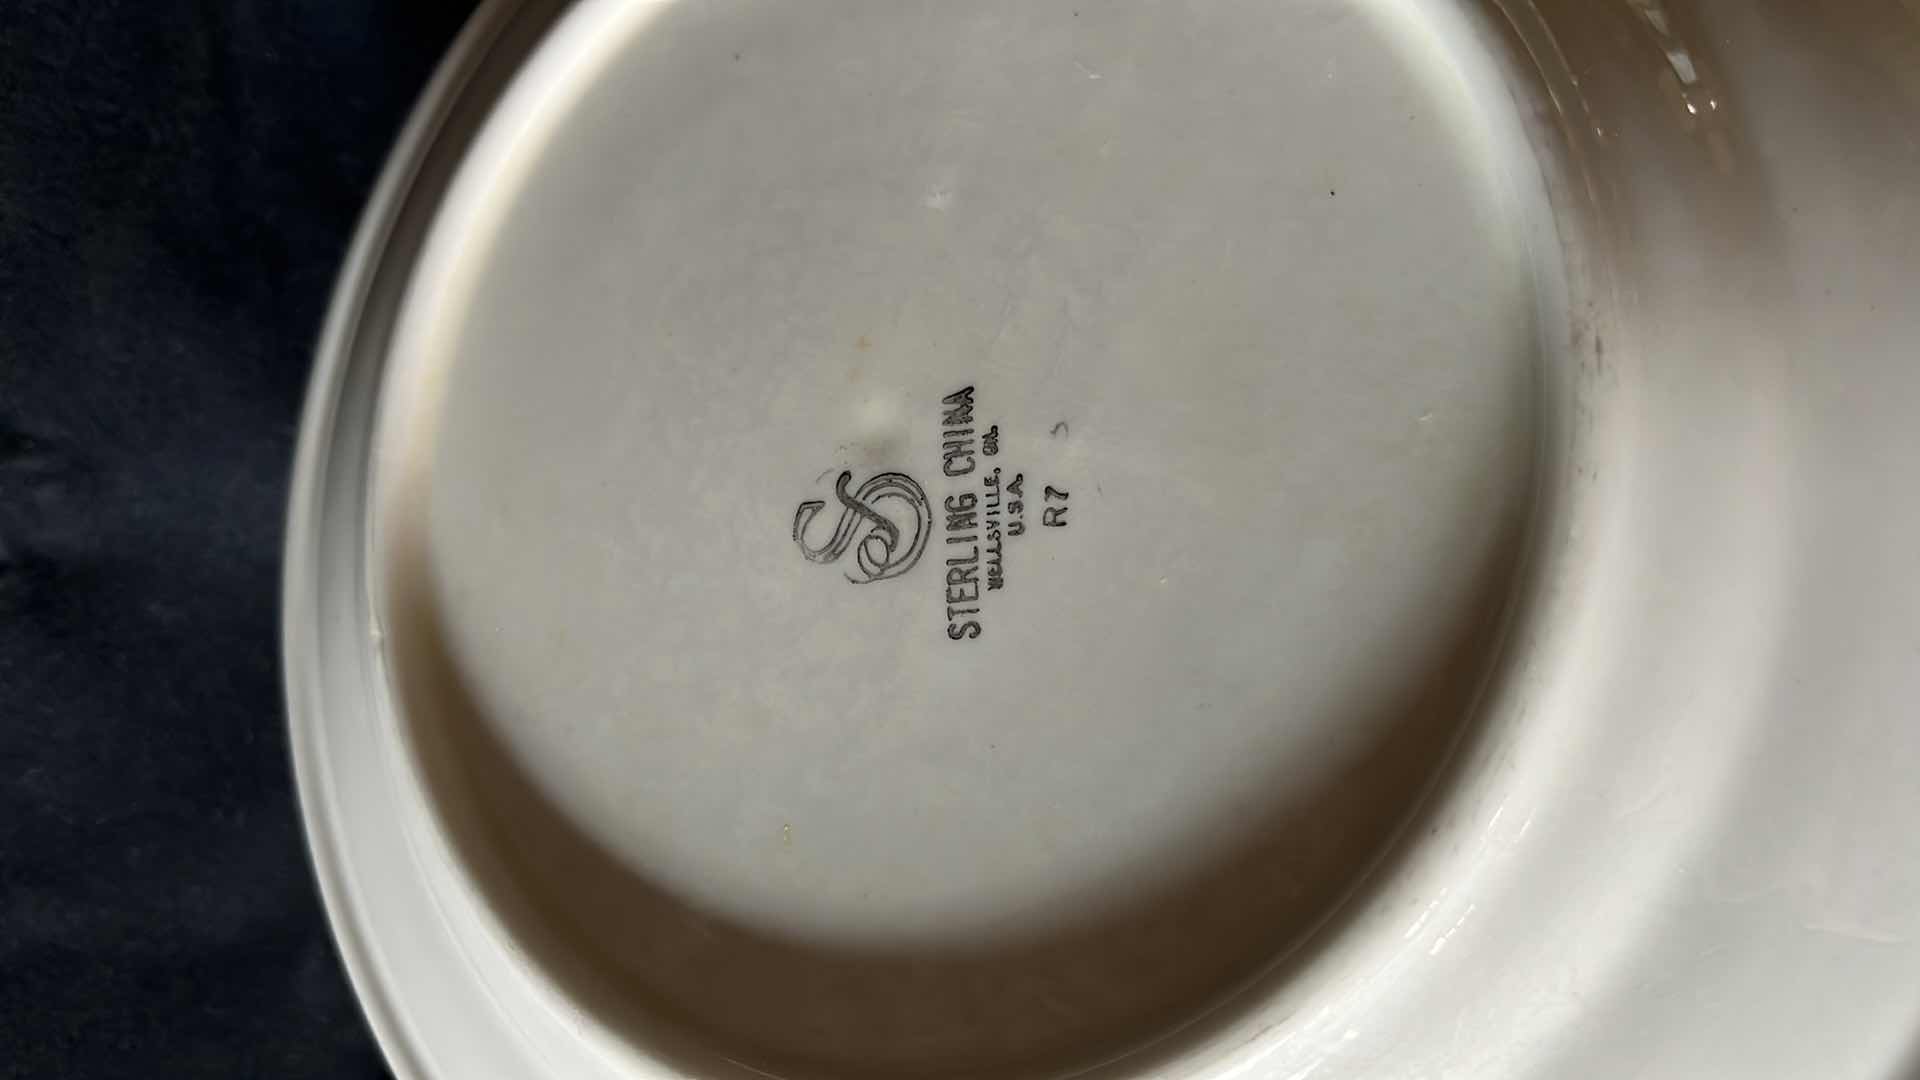 S
STERLING CHINA
WELLSVILLE, OH.
U.S.A.
R7